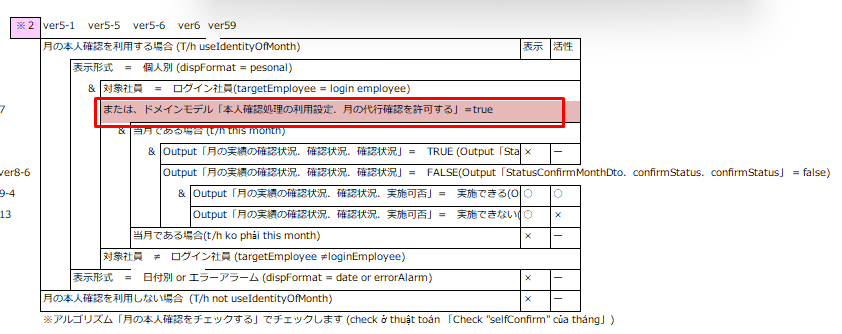 ※2 ver5-1 ver5-5 ver5-6 ver6 ver59
月の本人確認を利用する場合 (T/h useIdentityOfMonth) 表示 活性
表示形式 ＝ 個人別 (dispFormat = pesonal)
& 対象社員 ＝ ログイン社員(targetEmployee = login employee)
7 または、ドメインモデル「本人確認処理の利用設定．月の代行確認を許可する」=true
& 当月である場合 (t/h this month)
& Output「月の実績の確認状況．確認状況．確認状況」＝ TRUE (Output「Sta × ー
ver8-6 Output「月の実績の確認状況．確認状況．確認状況」＝ FALSE(Output「StatusConfirmMonthDto．confirmStatus．confirmStatus」 = false)
9-4 & Output「月の実績の確認状況．確認状況．実施可否」＝ 実施できる(O 〇 〇
13 Output「月の実績の確認状況．確認状況．実施可否」＝ 実施できない( 〇 ×
当月である場合(t/h ko phải this month) × ー
対象社員 ≠ ログイン社員 (targetEmployee ≠loginEmployee)
表示形式 ＝ 日付別 or エラーアラーム (dispFormat = date or errorAlarm) × ー
月の本人確認を利用しない場合 (T/h not useIdentityOfMonth) × ー
※アルゴリズム「月の本人確認をチェックする」でチェックします (check ở thuật toán 「Check "selfConfirm" của tháng」)